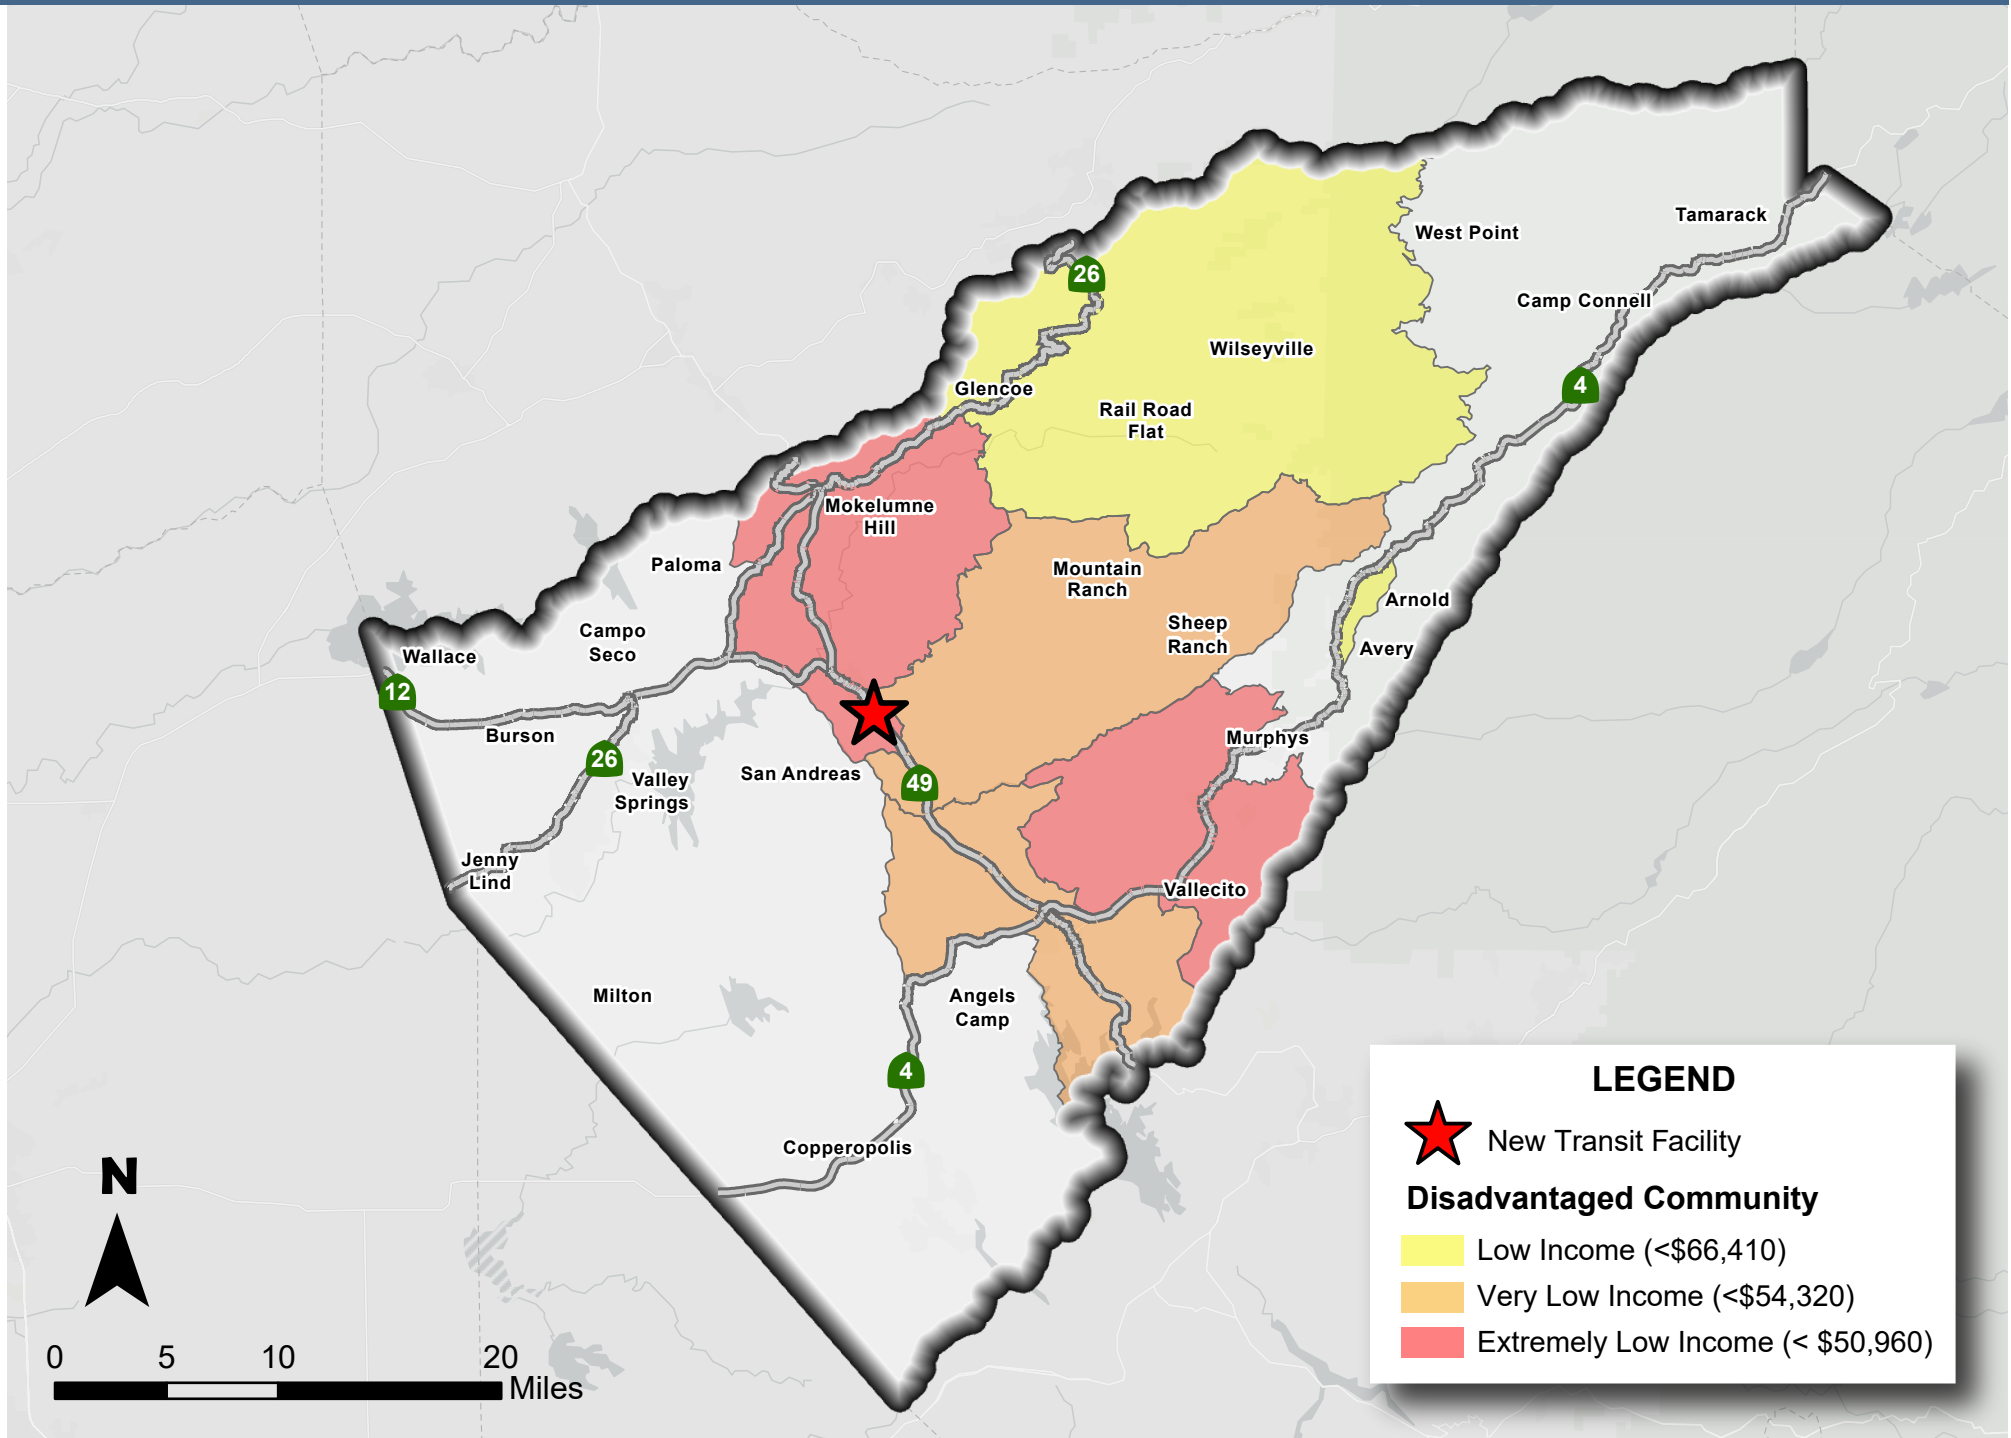 Tamarack
West Point
26
Camp Connell
Wilseyville
4
Glencoe
Rail Road
Flat
Mokelumne
Hill
Paloma
Mountain
Ranch
Arnold
Sheep
Ranch
Campo
Seco
Avery
Wallace
12
Burson
Murphys
26
San Andreas
49
Valley
Springs
Jenny
Lind
Vallecito
Milton
Angels
Camp
4
Copperopolis
N
0 5 10 20
Miles
LEGEND
New Transit Facility
Disadvantaged Community
Low Income (<$66,410)
Very Low Income (<$54,320)
Extremely Low Income (< $50,960)